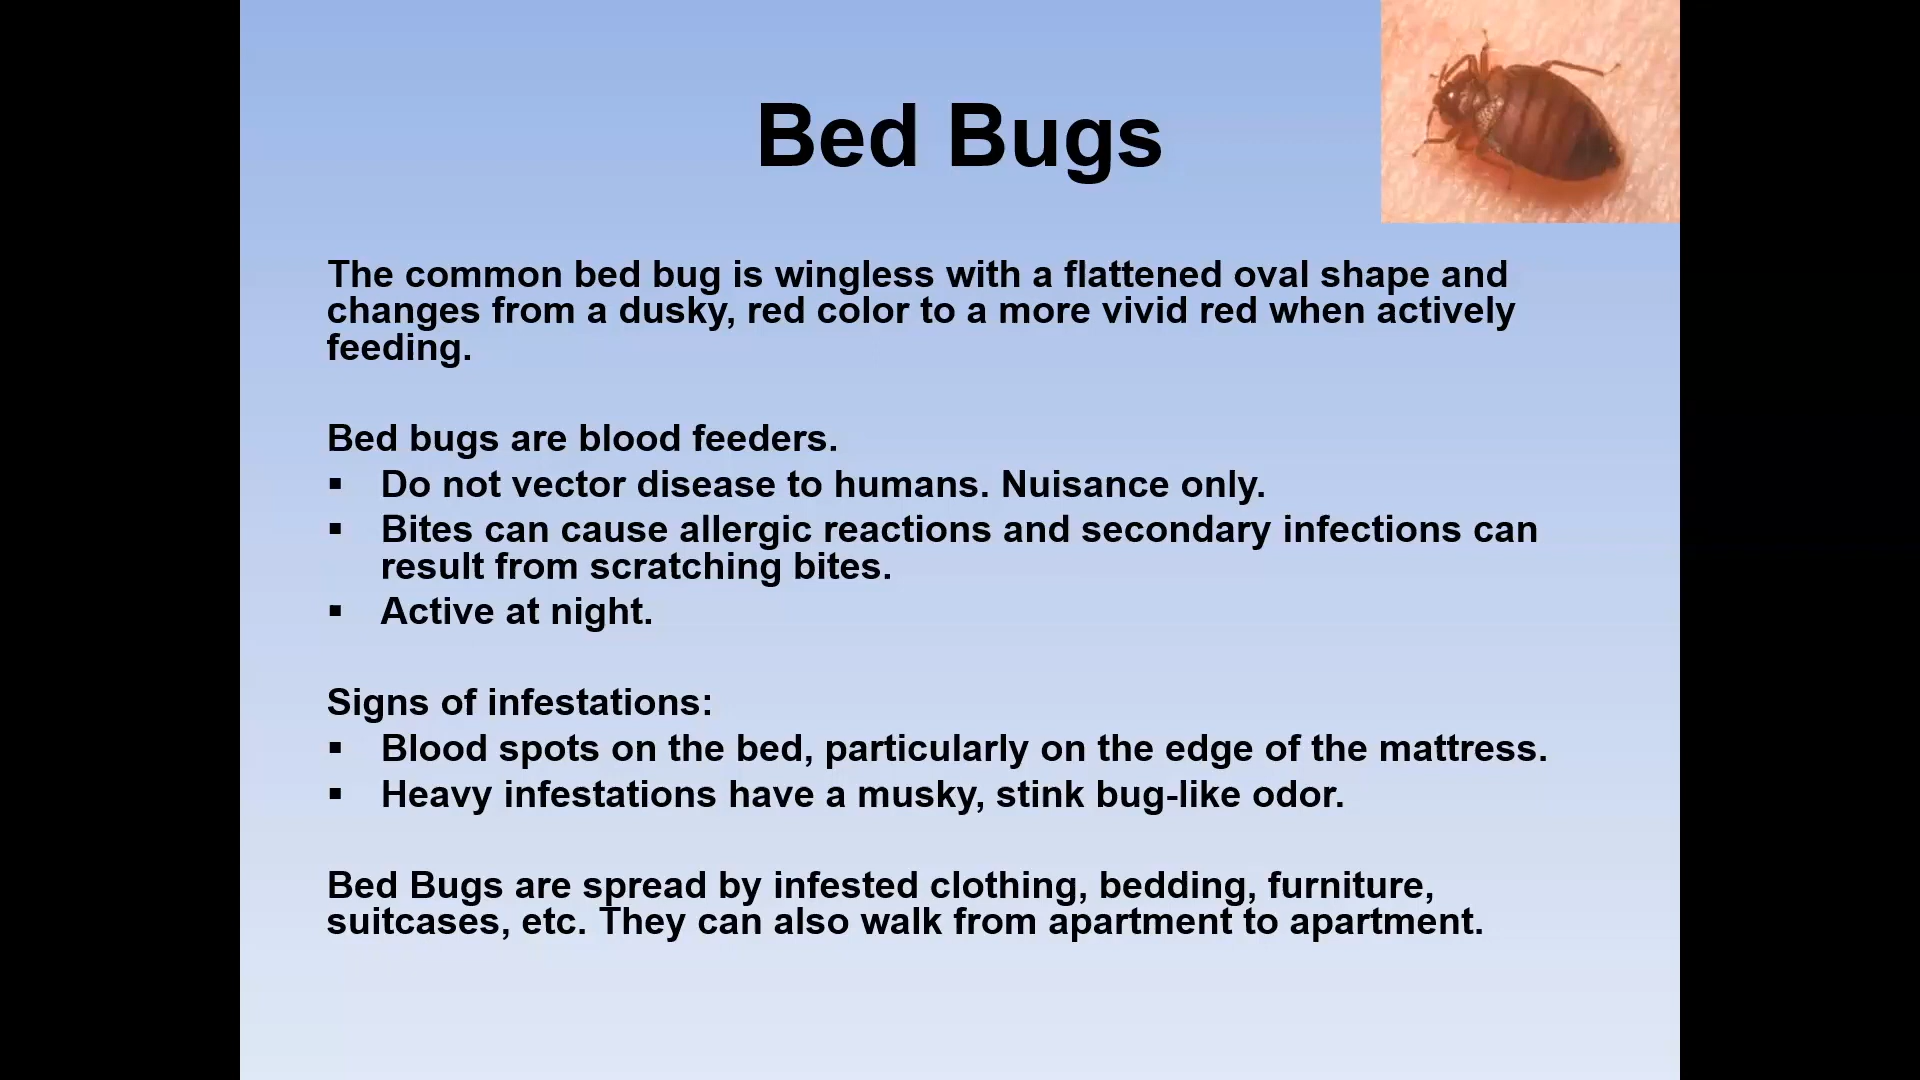 Bed Bugs
The common bed bug is wingless with a flattened oval shape and
changes from a dusky, red color to a more vivid red when actively
feeding.
Bed bugs are blood feeders.
▪ Do not vector disease to humans. Nuisance only.
▪ Bites can cause allergic reactions and secondary infections can
result from scratching bites.
▪ Active at night.
Signs of infestations:
▪ Blood spots on the bed, particularly on the edge of the mattress.
▪ Heavy infestations have a musky, stink bug-like odor.
Bed Bugs are spread by infested clothing, bedding, furniture,
suitcases, etc. They can also walk from apartment to apartment.